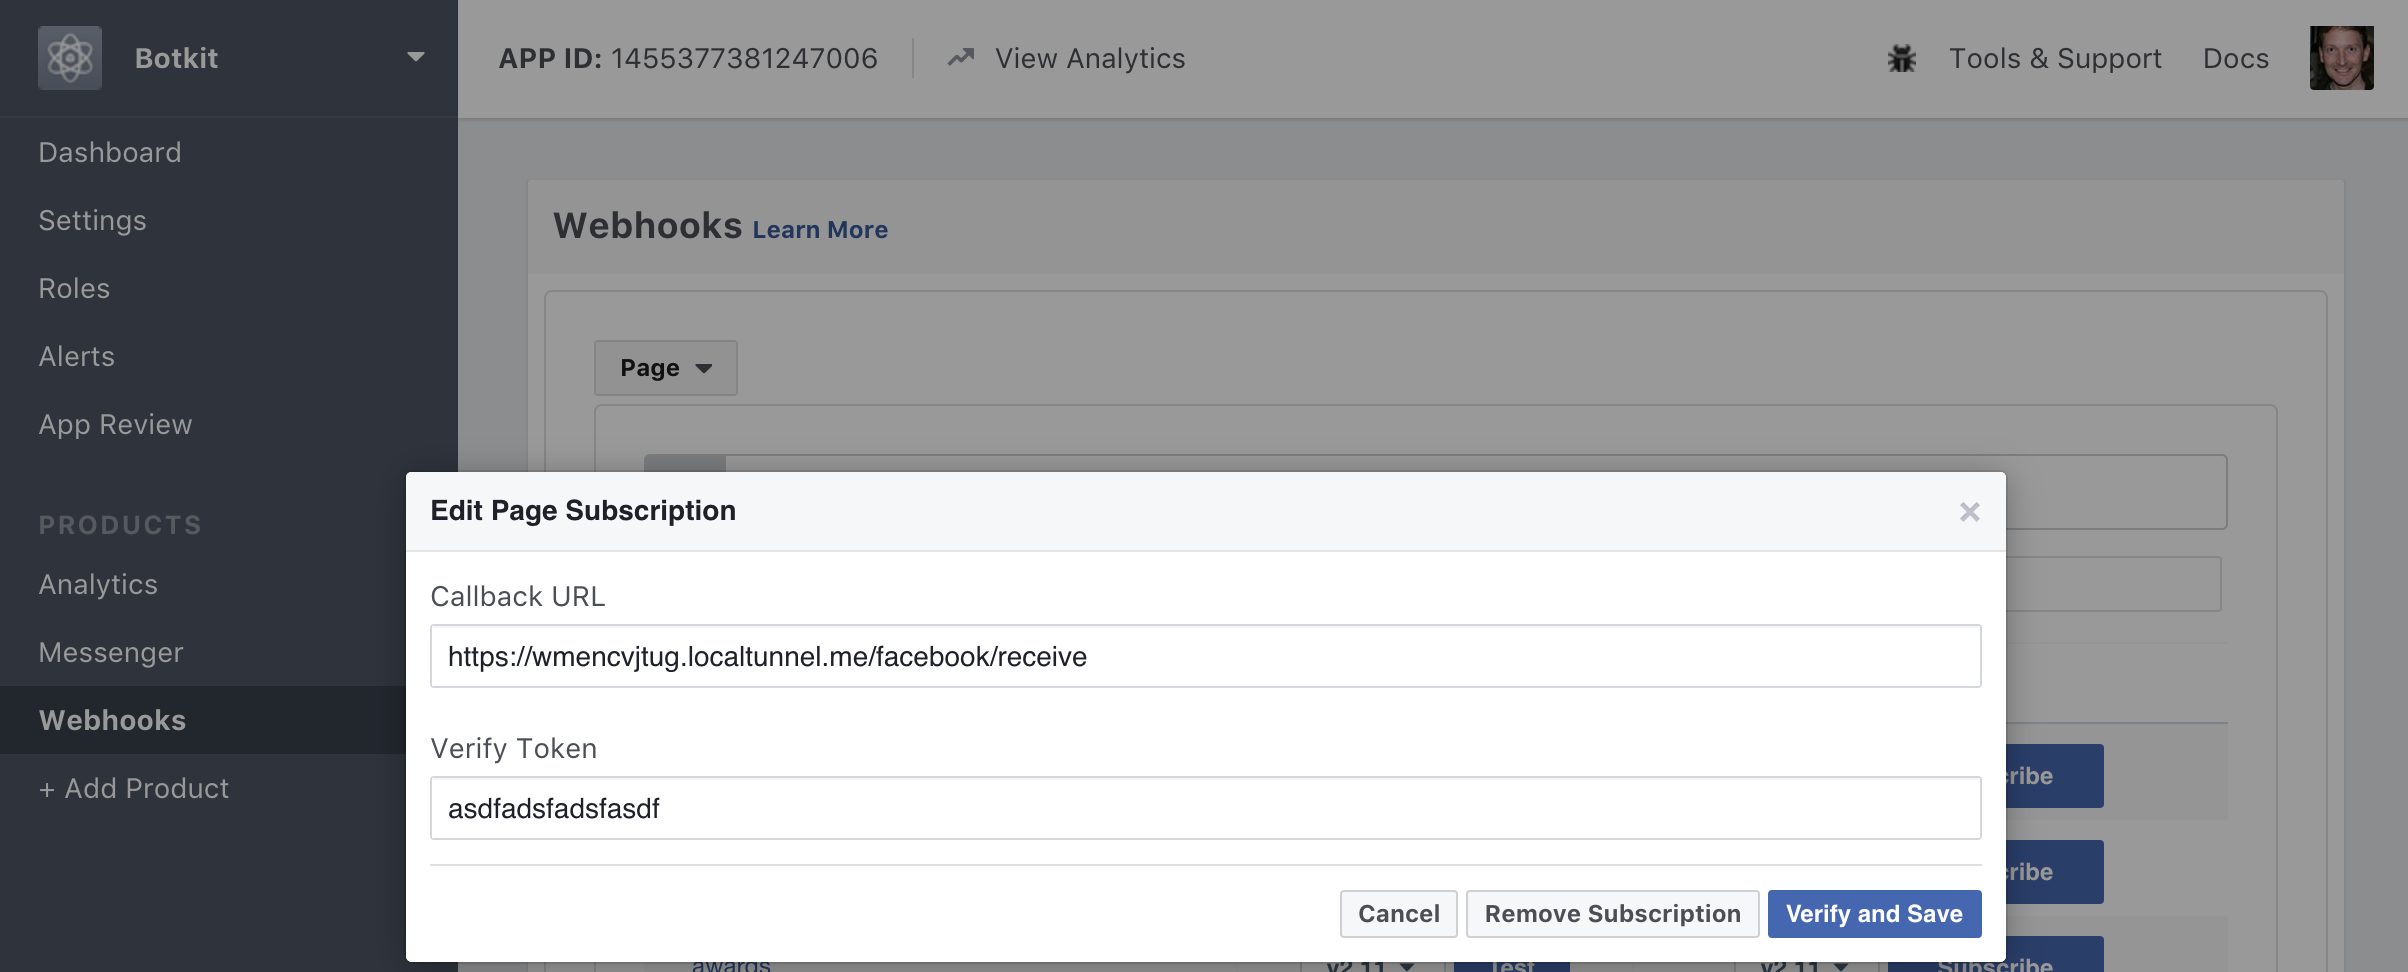 Botkit
APP ID: 1455377381247006 View Analytics Tools & Support Docs
Dashboard
Settings
Roles
Alerts
App Review
PRODUCTS
Analytics
Messenger
Webhooks
+ Add Product
Webhooks Learn More
Page
Edit Page Subscription ×
Callback URL
https://wmencvjtug.localtunnel.me/facebook/receive
Verify Token
asdfadsfadsfasdf
Cancel Remove Subscription Verify and Save
cribe
cribe
awards v2.11 Test v2.11 Subscribe